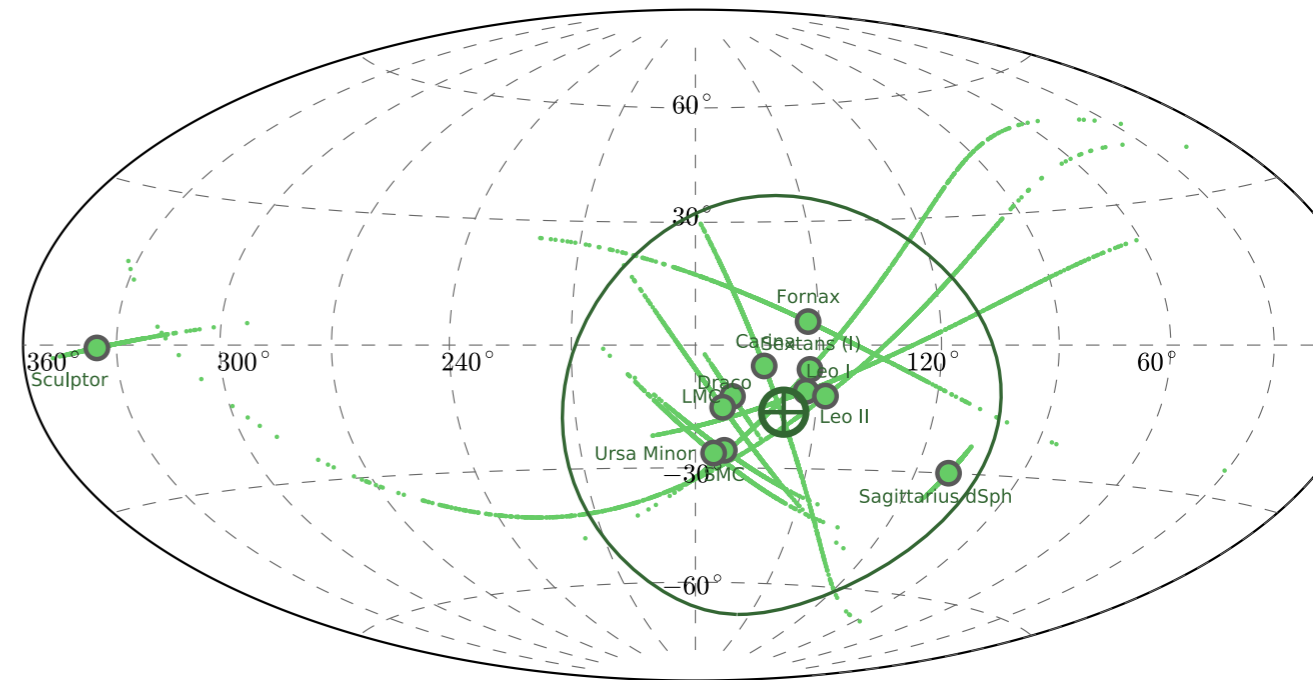 60°
30°
Fornax
Carina
Sextans (I)
360°
300°
240°
120°
60°
Sculptor
Leo I
Draco
LMC
Leo II
Ursa Minor
−30°
SMC
Sagittarius dSph
−60°